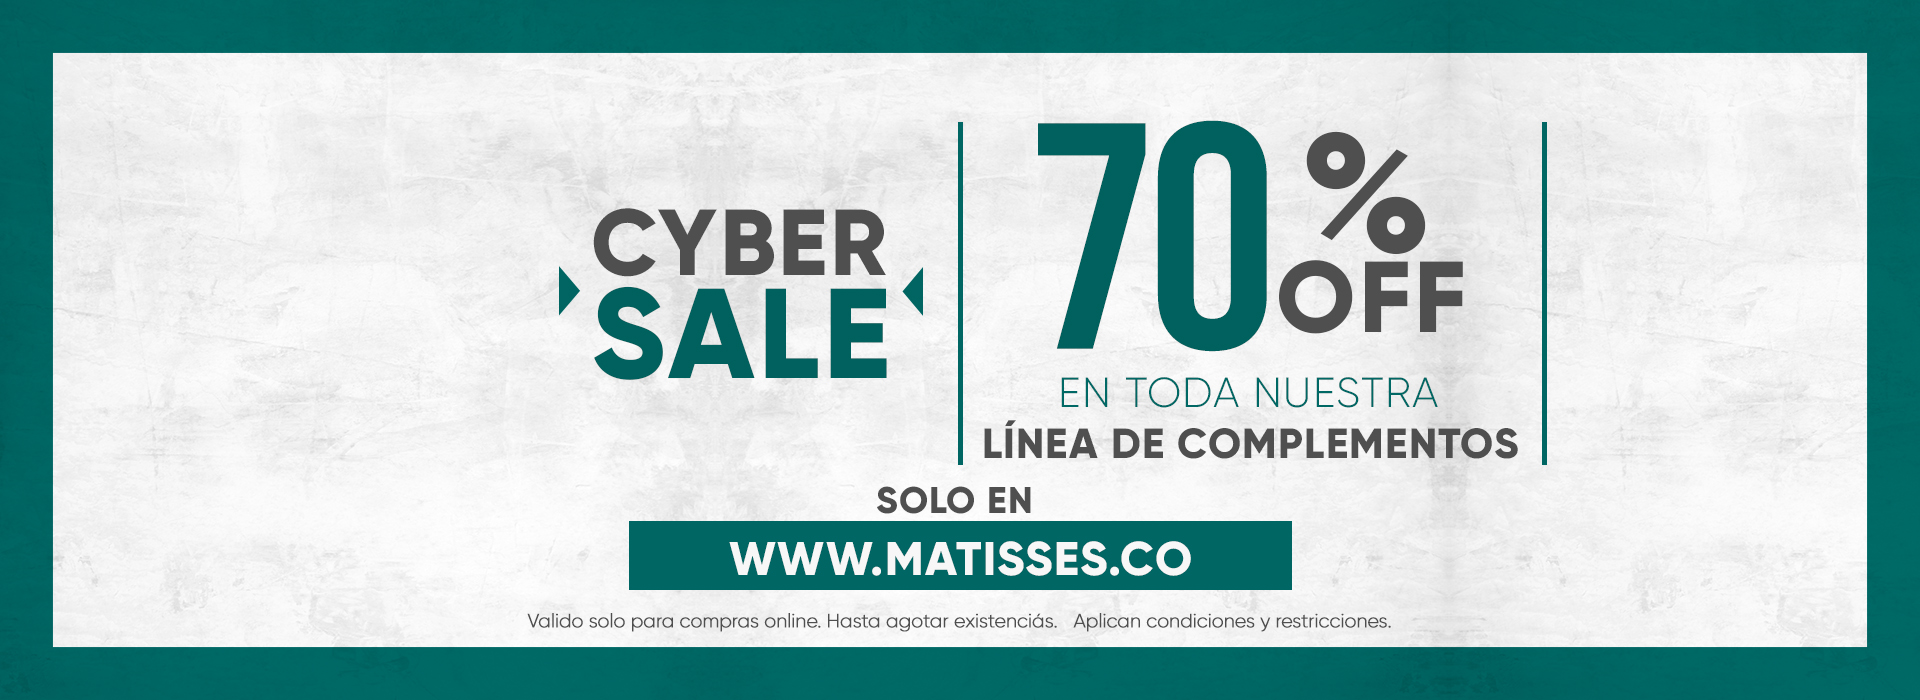 CYBER
SALE
70%
OFF
EN TODA NUESTRA
LÍNEA DE COMPLEMENTOS
SOLO EN
WWW.MATISSES.CO
Valido solo para compras online. Hasta agotar existenciás. Aplican condiciones y restricciones.